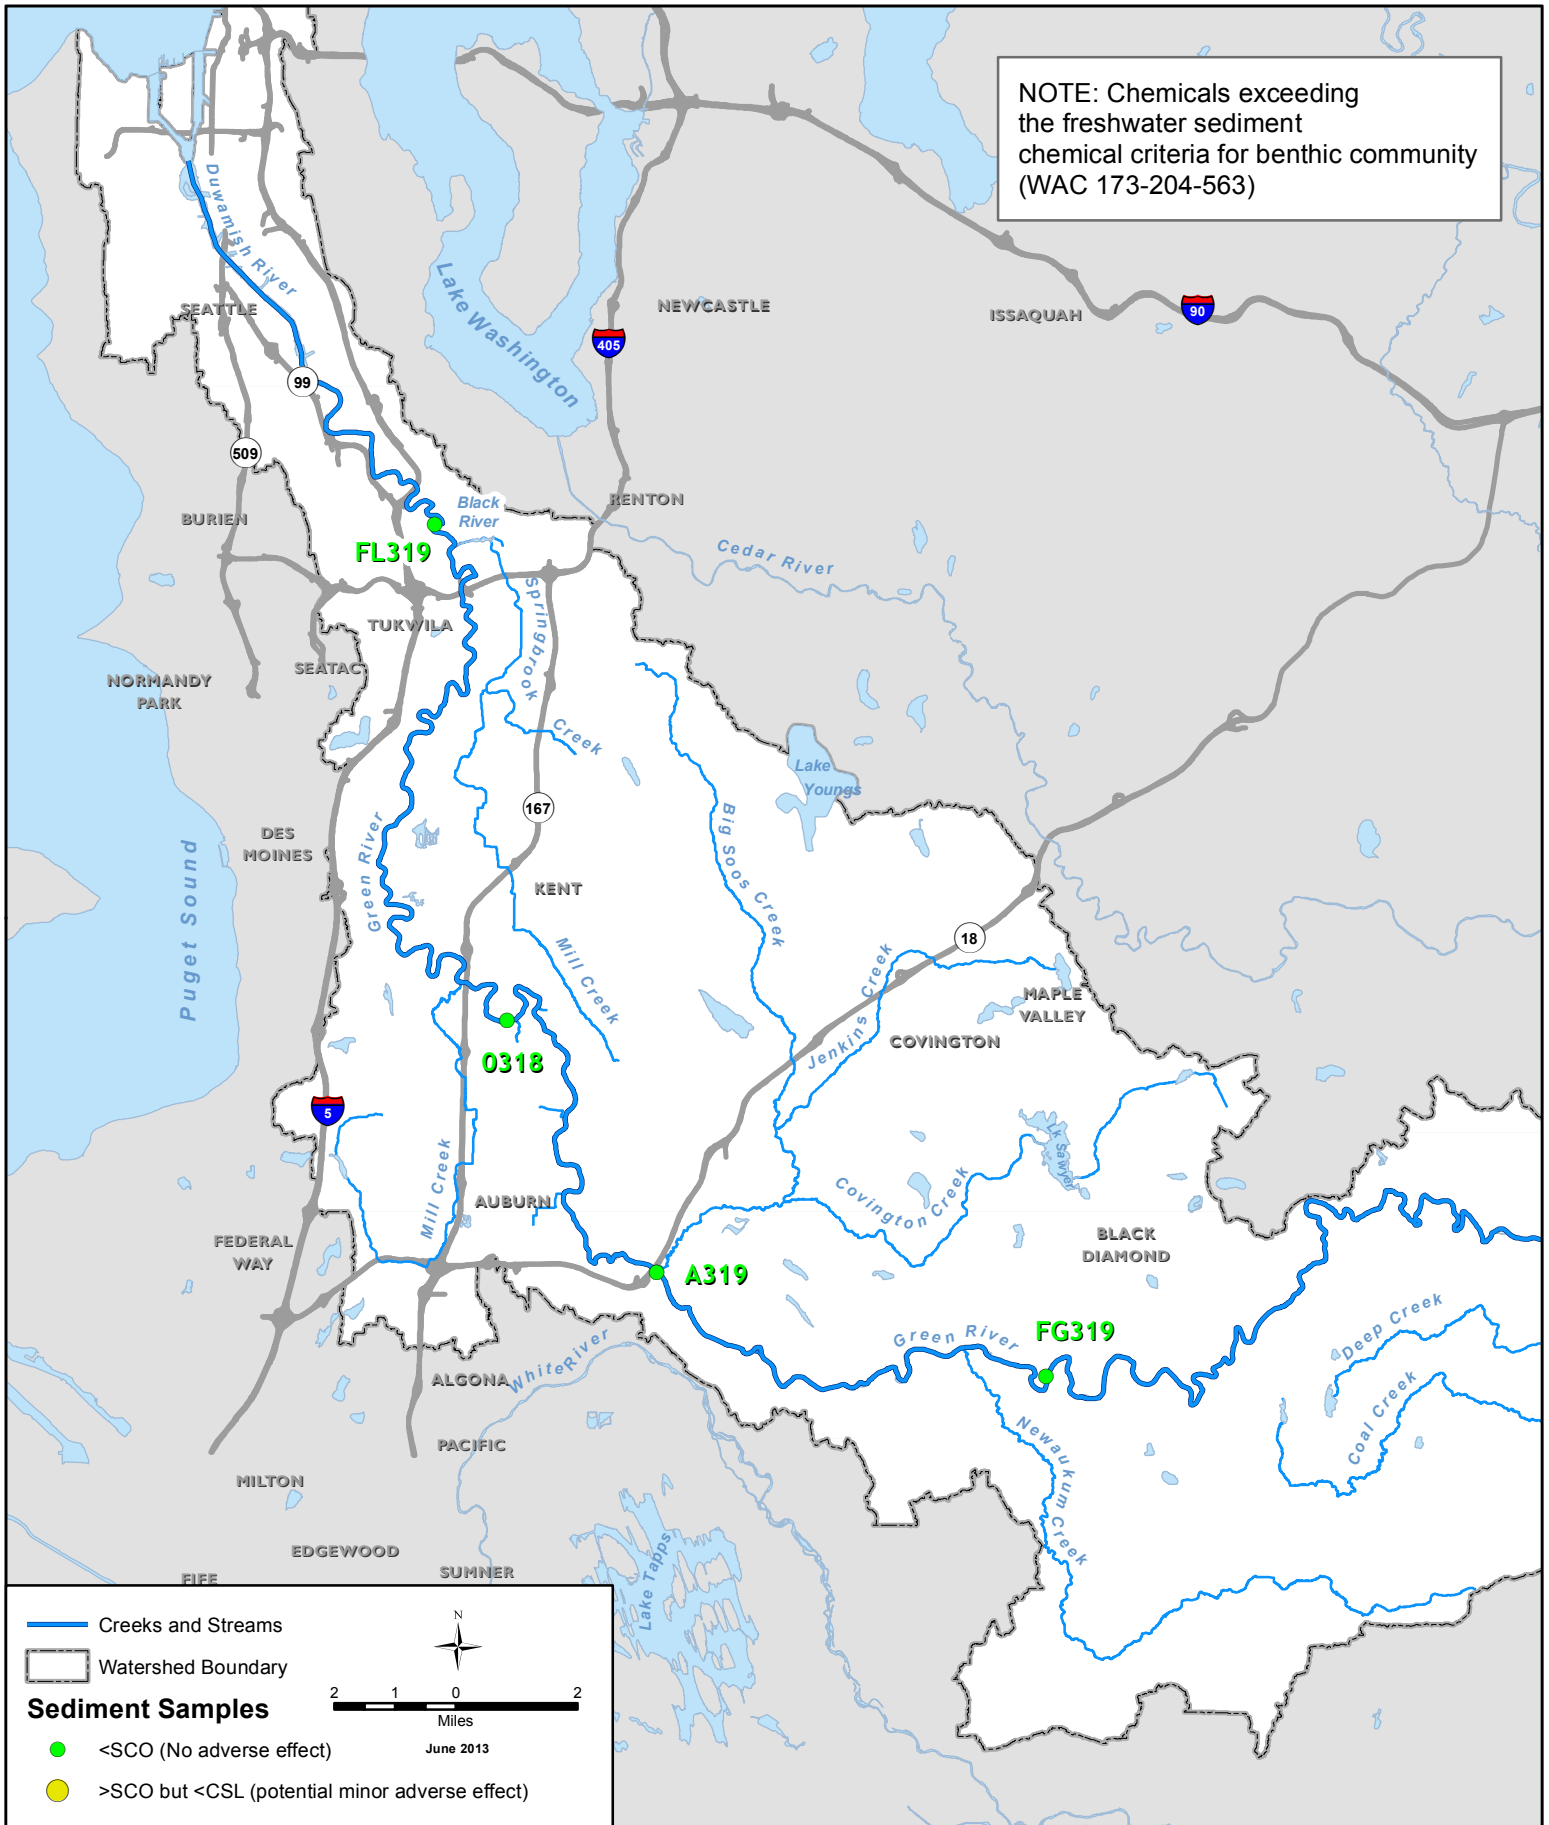 NOTE: Chemicals exceeding
the freshwater sediment
chemical criteria for benthic community
(WAC 173-204-563)
Duwamish River
SEATTLE
Lake Washington
NEWCASTLE
ISSAQUAH
90
405
99
509
BURIEN
Black
River
RENTON
FL319
Cedar River
TUKWILA
Springbrook
Creek
SEATAC
NORMANDY
PARK
Lake
Youngs
167
DES
MOINES
Green River
Big Soos Creek
Puget Sound
KENT
18
Mill Creek
Jenkins Creek
MAPLE
VALLEY
COVINGTON
0318
5
Lk Sawyer
Mill Creek
AUBURN
Covington Creek
FEDERAL
WAY
BLACK
DIAMOND
A319
FG319
Green River
Deep Creek
White River
ALGONA
Coal Creek
PACIFIC
Newaukum Creek
MILTON
EDGEWOOD
SUMNER
FIFE
Lake Tapps
Creeks and Streams
N
Watershed Boundary
2 1 0 2
Miles
June 2013
Sediment Samples
<SCO (No adverse effect)
>SCO but <CSL (potential minor adverse effect)